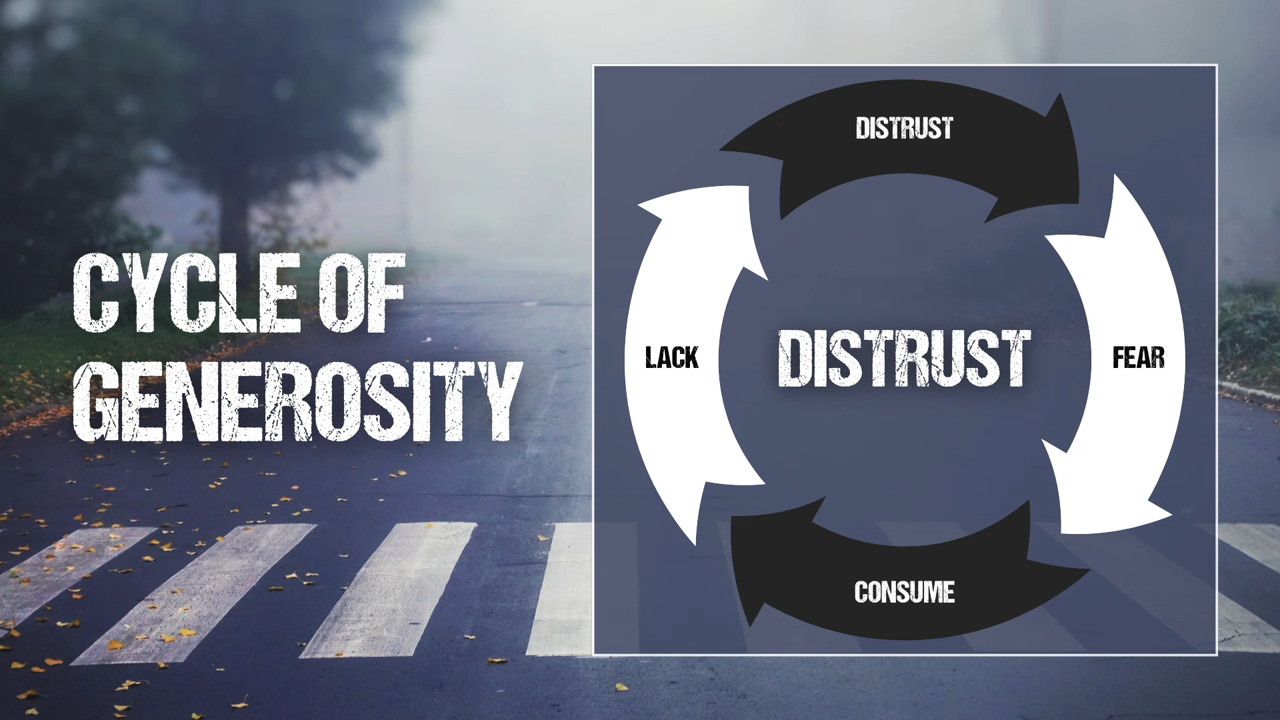 CYCLE OF
GENEROSITY
DISTRUST
FEAR
CONSUME
LACK
DISTRUST